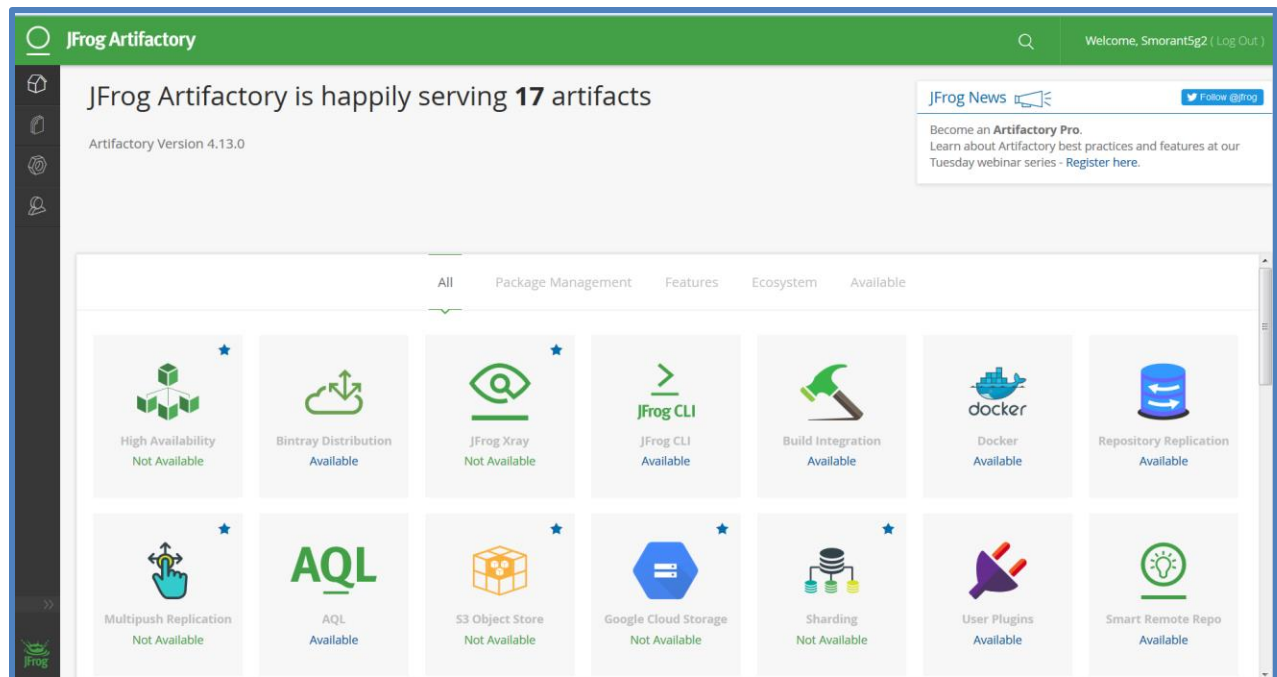 JFrog Artifactory
Welcome, Smorant5g2 ( Log Out )
JFrog Artifactory is happily serving 17 artifacts
Artifactory Version 4.13.0
JFrog News
Follow @jfrog
Become an Artifactory Pro.
Learn about Artifactory best practices and features at our
Tuesday webinar series - Register here.
All Package Management Features Ecosystem Available
High Availability
Not Available
Bintray Distribution
Available
JFrog Xray
Not Available
JFrog CLI
JFrog CLI
Available
Build Integration
Available
docker
Docker
Available
Repository Replication
Available
Multipush Replication
Not Available
AQL
AQL
Available
S3 Object Store
Not Available
Google Cloud Storage
Not Available
Sharding
Not Available
User Plugins
Available
Smart Remote Repo
Available
JFrog